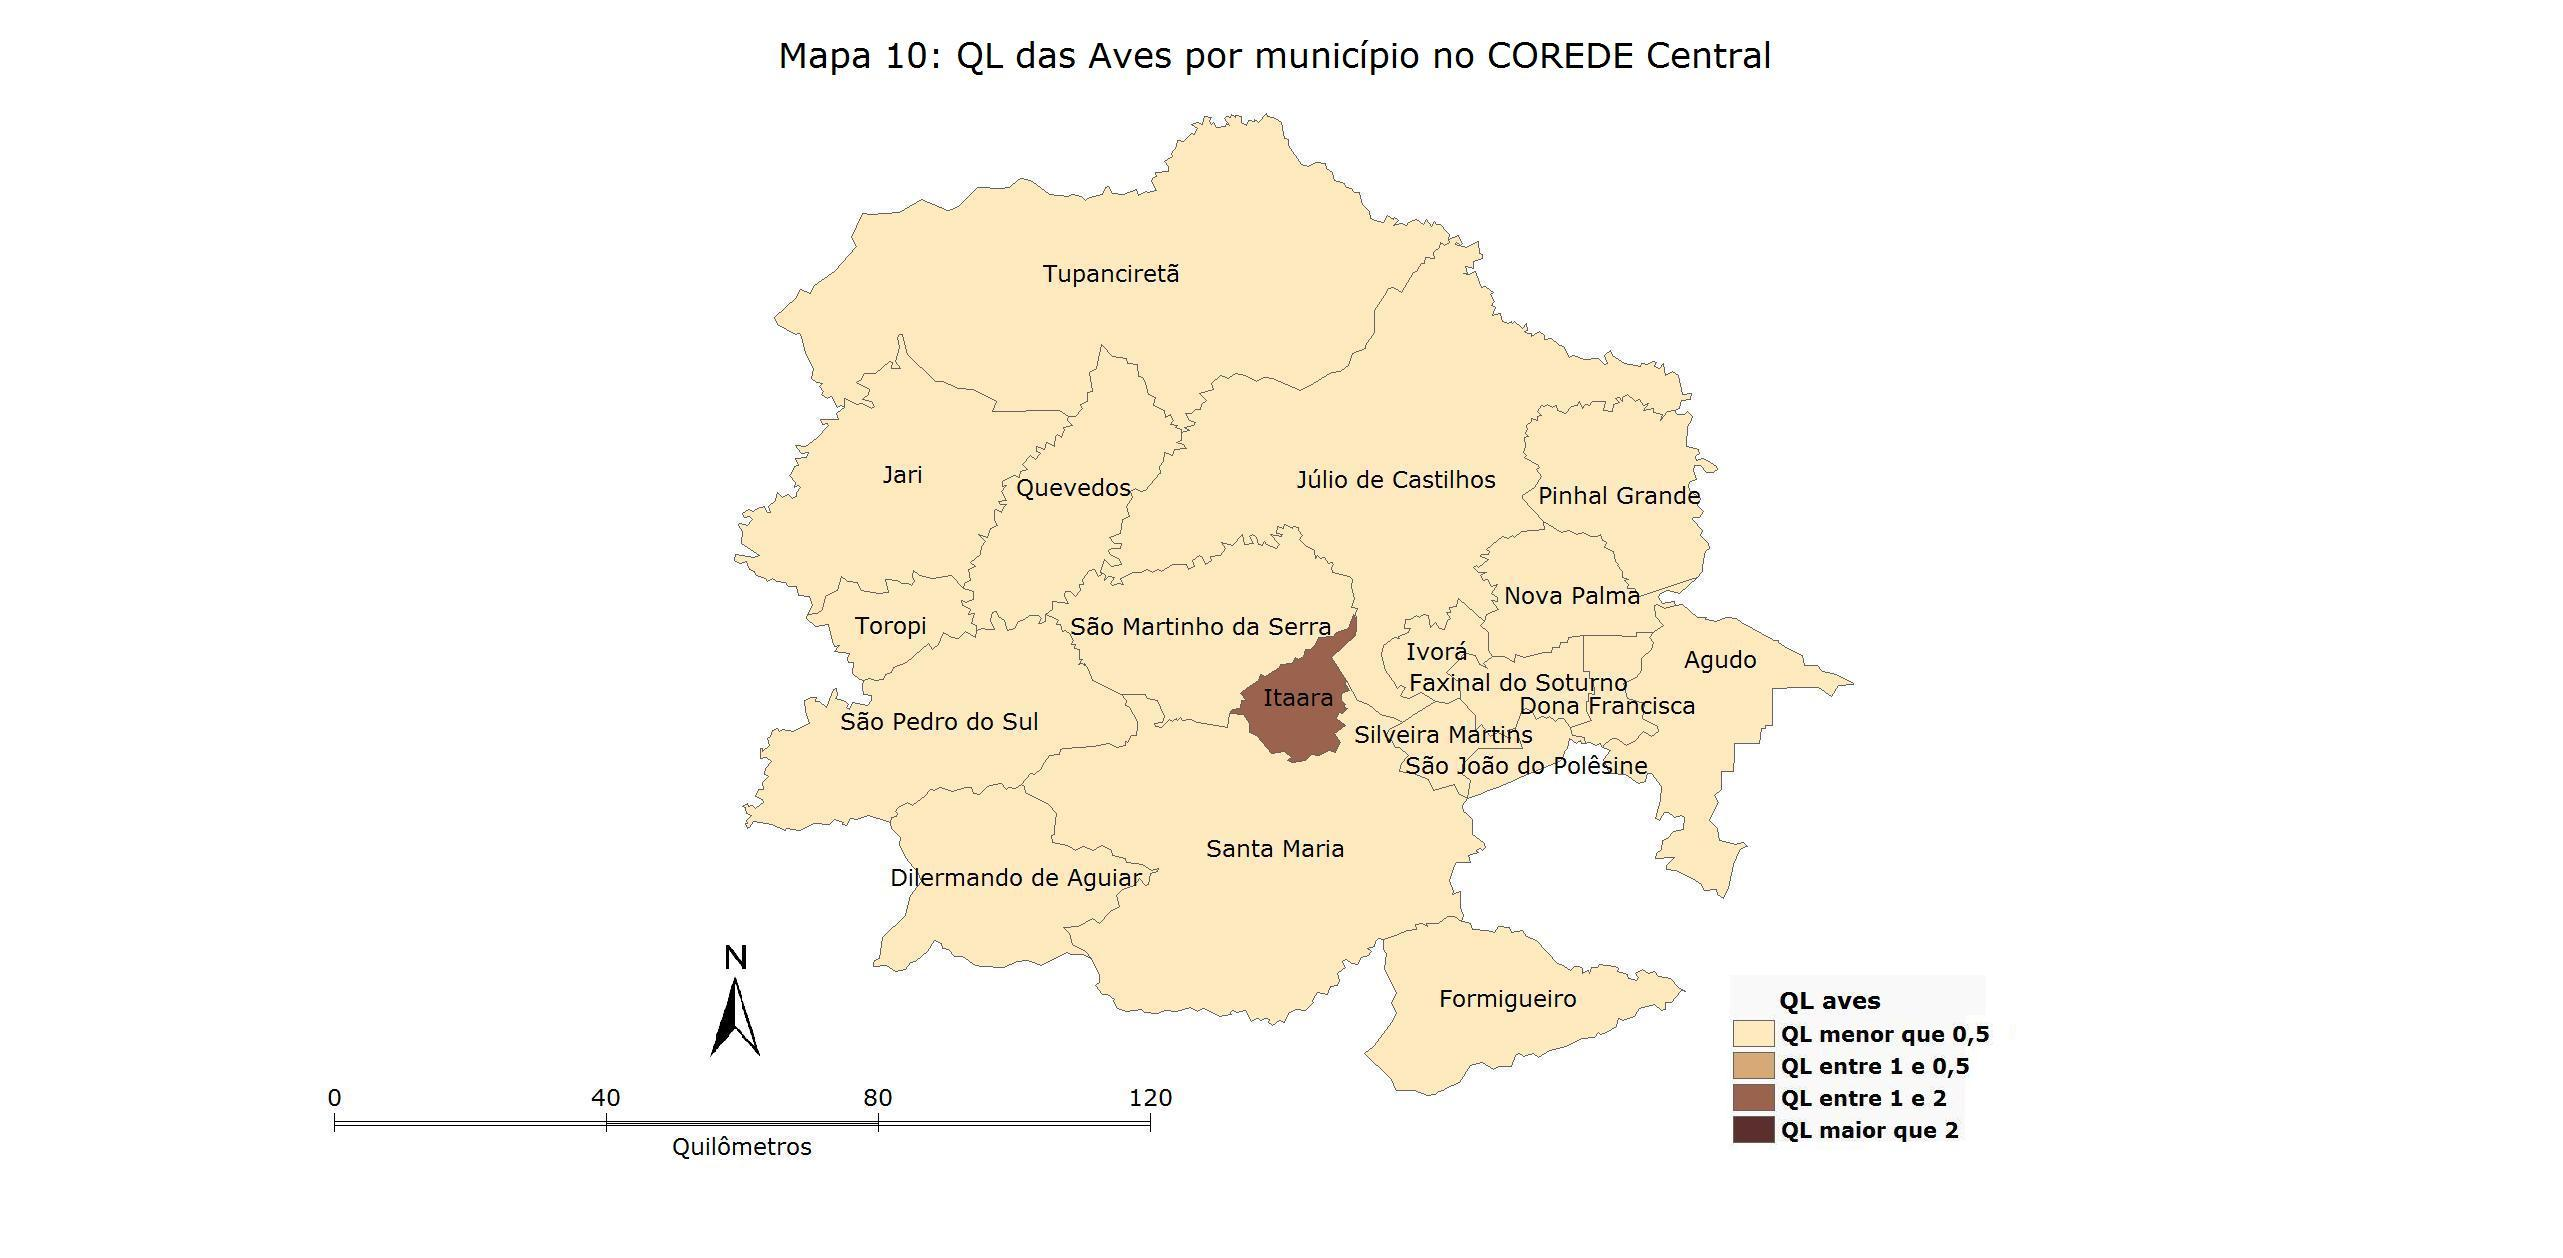 Mapa 10: QL das Aves por município no COREDE Central
Tupanciretã
Jari
Quevedos
Júlio de Castilhos
Pinhal Grande
Nova Palma
Toropi
São Martinho da Serra
Ivorá
Agudo
Faxinal do Soturno
Itaara
Dona Francisca
São Pedro do Sul
Silveira Martins
São João do Polêsine
Santa Maria
Dilermando de Aguiar
Formigueiro
N
0 40 80 120
Quilômetros
QL aves
QL menor que 0,5
QL entre 1 e 0,5
QL entre 1 e 2
QL maior que 2